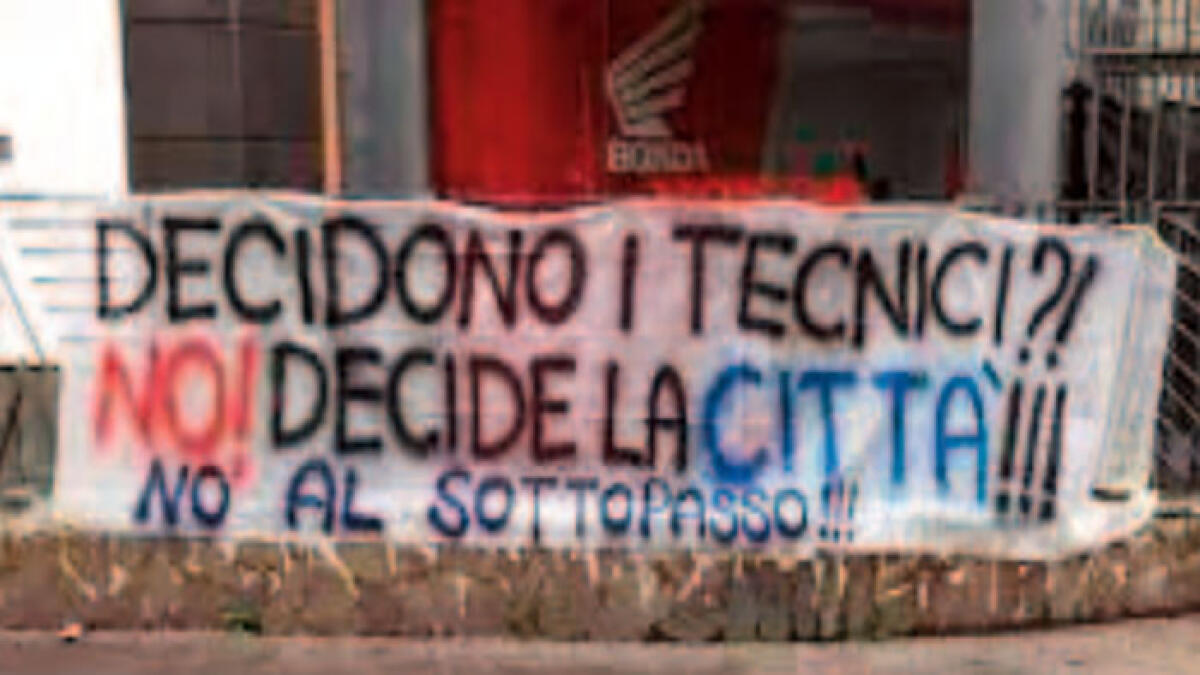 HONDA
DECIDONO I TECNICI?!
NO! DECIDE LA CITTÀ!!!
NO AL SOTTOPASSO!!!